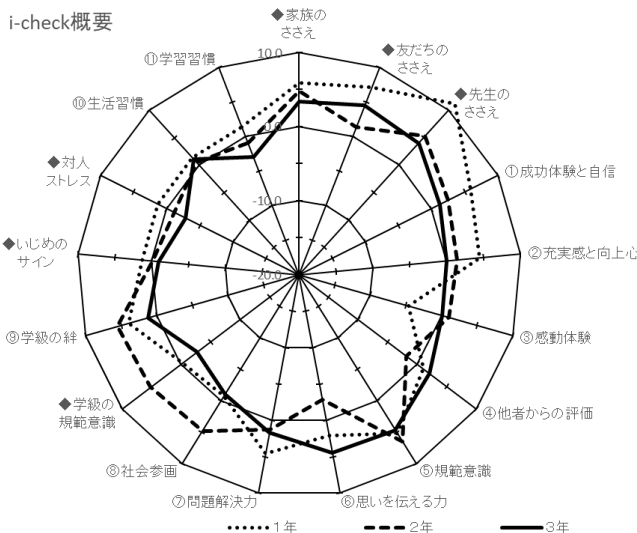 i-check概要
◆家族の
ささえ
◆友だちの
ささえ
◆先生の
ささえ
①成功体験と自信
②充実感と向上心
③感動体験
④他者からの評価
⑤規範意識
⑥思いを伝える力
⑦問題解決力
⑧社会参画
◆学級の
規範意識
⑨学級の絆
◆いじめの
サイン
◆対人
ストレス
⑩生活習慣
⑪学習習慣
10.0
0.0
-10.0
-20.0
1年
2年
3年